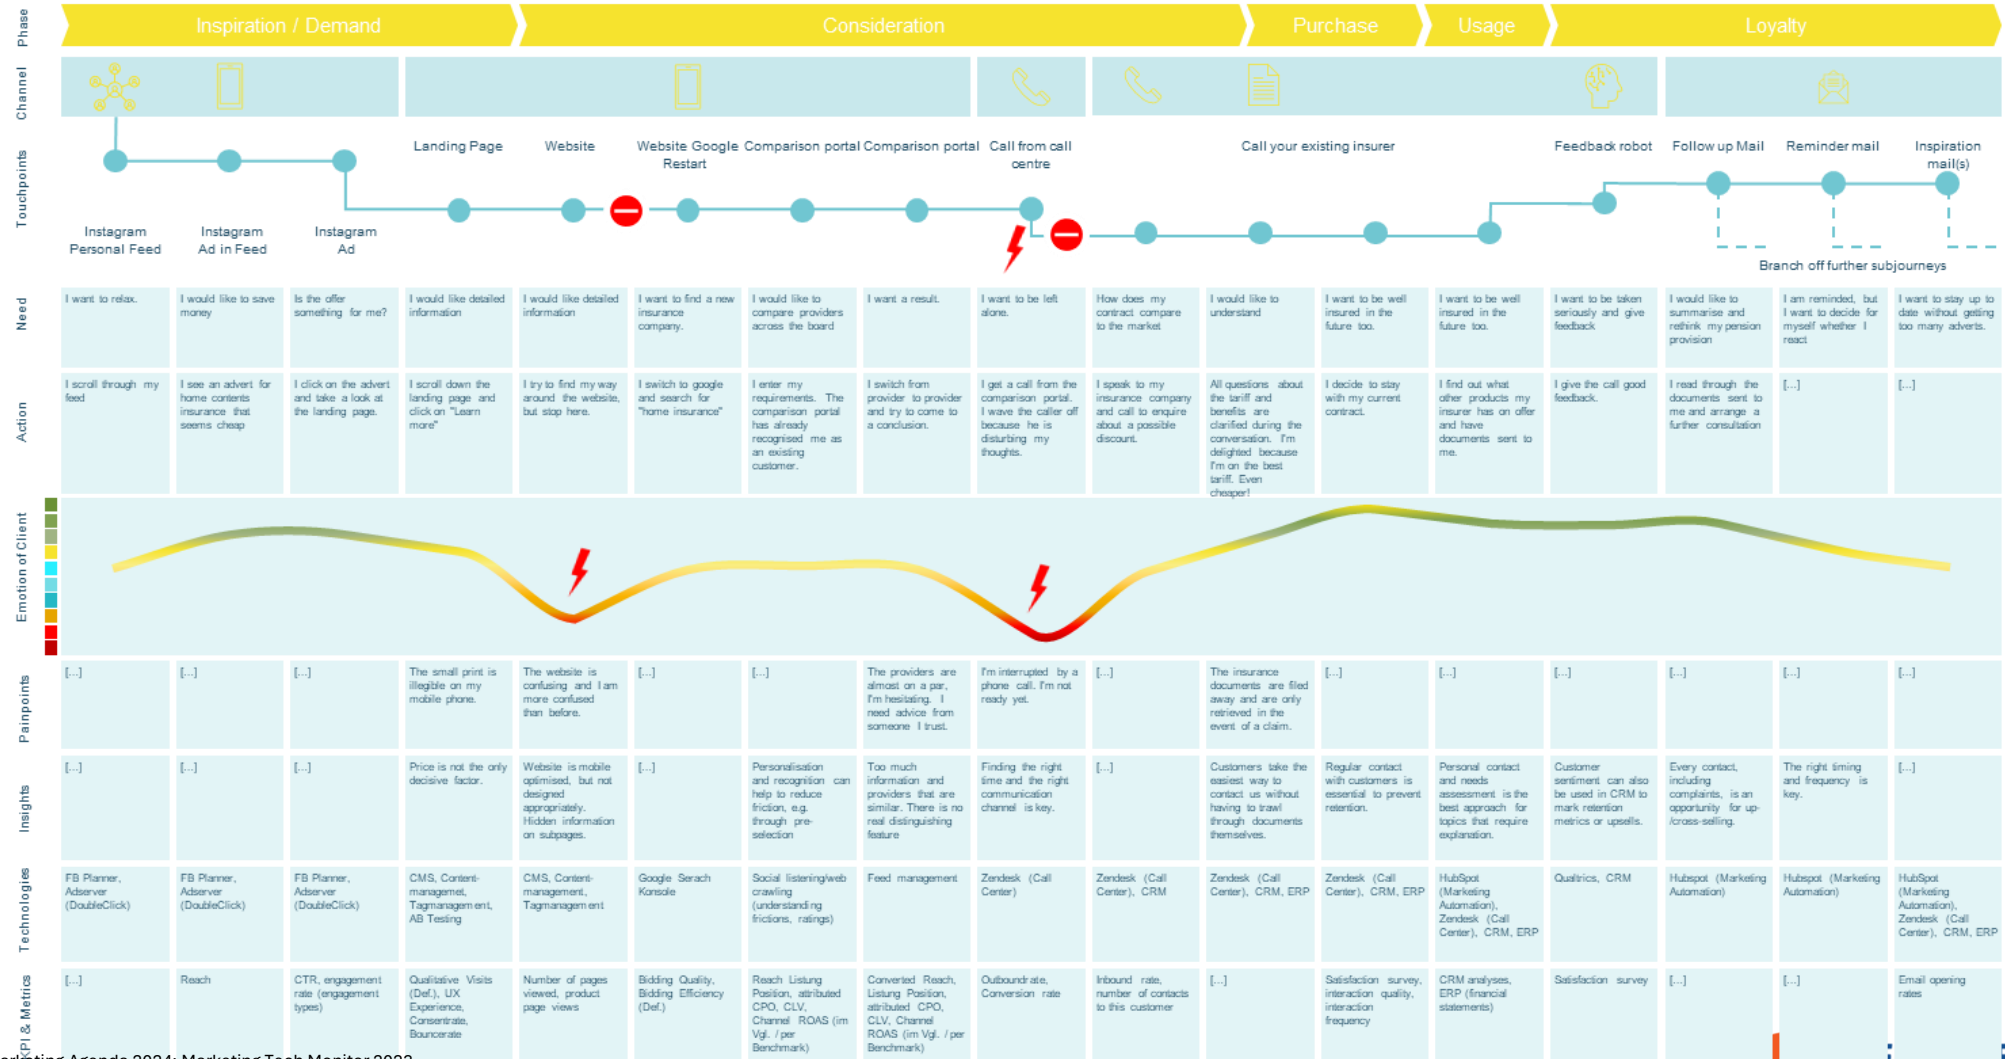 Phase
Inspiration / Demand
Consideration
Purchase
Usage
Loyalty
Channel
Touchpoints
Instagram
Personal Feed
Instagram
Ad in Feed
Instagram
Ad
Landing Page
Website
Website Google
Restart
Comparison portal
Comparison portal
Call from call
centre
Call your existing insurer
Feedback robot
Follow up Mail
Reminder mail
Inspiration
mail(s)
Branch off further subjourneys
Need
I want to relax.
I would like to save
money
Is the offer
something for me?
I would like detailed
information
I would like detailed
information
I want to find a new
insurance
company.
I would like to
compare providers
across the board
I want a result.
I want to be left
alone.
How does my
contract compare
to the market
I would like to
understand
I want to be well
insured in the
future too.
I want to be well
insured in the
future too.
I want to be taken
seriously and give
feedback
I would like to
summarise and
rethink my pension
provision
I am reminded, but
I want to decide for
myself whether I
react
I want to stay up to
date without getting
too many adverts.
Action
I scroll through my
feed
I see an advert for
home contents
insurance that
seems cheap
I click on the advert
and take a look at
the landing page.
I scroll down the
landing page and
click on "Learn
more"
I try to find my way
around the website,
but stop here.
I switch to google
and search for
"home insurance"
I enter my
requirements. The
comparison portal
has already
recognised me as
an existing
customer.
I switch from
provider to provider
and try to come to
a conclusion.
I get a call from the
comparison portal.
I wave the caller off
because he is
disturbing my
thoughts.
I speak to my
insurance company
and call to enquire
about a possible
discount.
All questions about
the tariff and
benefits are
clarified during the
conversation. I'm
delighted because
I'm on the best
tariff. Even
cheaper!
I decide to stay
with my current
contract.
I find out what
other products my
insurer has on offer
and have
documents sent to
me.
I give the call good
feedback.
I read through the
documents sent to
me and arrange a
further consultation
[...]
[...]
Emotion of Client
Painpoints
[...]
[...]
[...]
The small print is
illegible on my
mobile phone.
The website is
confusing and I am
more confused
than before.
[...]
[...]
The providers are
almost on a par,
I'm hesitating. I
need advice from
someone I trust.
I'm interrupted by a
phone call. I'm not
ready yet.
[...]
The insurance
documents are filed
away and are only
retrieved in the
event of a claim.
[...]
[...]
[...]
[...]
[...]
[...]
Insights
[...]
[...]
[...]
Price is not the only
decisive factor.
Website is mobile
optimised, but not
designed
appropriately.
Hidden information
on subpages.
[...]
Personalisation
and recognition can
help to reduce
friction, e.g.
through pre-
selection
Too much
information and
providers that are
similar. There is no
real distinguishing
feature
Finding the right
time and the right
communication
channel is key.
[...]
Customers take the
easiest way to
contact us without
having to trawl
through documents
themselves.
Regular contact
with customers is
essential to prevent
retention.
Personal contact
and needs
assessment is the
best approach for
topics that require
explanation.
Customer
sentiment can also
be used in CRM to
mark retention
metrics or upsells.
Every contact,
including
complaints, is an
opportunity for up-
/cross-selling.
The right timing
and frequency is
key.
[...]
Technologies
FB Planner,
Adserver
(DoubleClick)
FB Planner,
Adserver
(DoubleClick)
FB Planner,
Adserver
(DoubleClick)
CMS, Content-
managemet,
Tagmanagement,
AB Testing
CMS, Content-
management,
Tagmanagement
Google Serach
Konsole
Social listening/web
crawling
(understanding
frictions, ratings)
Feed management
Zendesk (Call
Center)
Zendesk (Call
Center), CRM
Zendesk (Call
Center), CRM, ERP
Zendesk (Call
Center), CRM, ERP
HubSpot
(Marketing
Automation),
Zendesk (Call
Center), CRM, ERP
Qualtrics, CRM
Hubspot (Marketing
Automation)
Hubspot (Marketing
Automation)
HubSpot
(Marketing
Automation),
Zendesk (Call
Center), CRM, ERP
KPI & Metrics
[...]
Reach
CTR, engagement
rate (engagement
types)
Qualitative Visits
(Def.), UX
Experience,
Consentrate,
Bouncerate
Number of pages
viewed, product
page views
Bidding Quality,
Bidding Efficiency
(Def.)
Reach Listung
Position, attributed
CPO, CLV,
Channel ROAS (im
Vgl. / per
Benchmark)
Converted Reach,
Listung Position,
attributed CPO,
CLV, Channel
ROAS (im Vgl. / per
Benchmark)
Outboundrate,
Conversion rate
Inbound rate,
number of contacts
to this customer
[...]
Satisfaction survey,
interaction quality,
interaction
frequency
CRM analyses,
ERP (financial
statements)
Satisfaction survey
[...]
[...]
Email opening
rates
Agenda 2024; Marketing Tech Monitor 2023